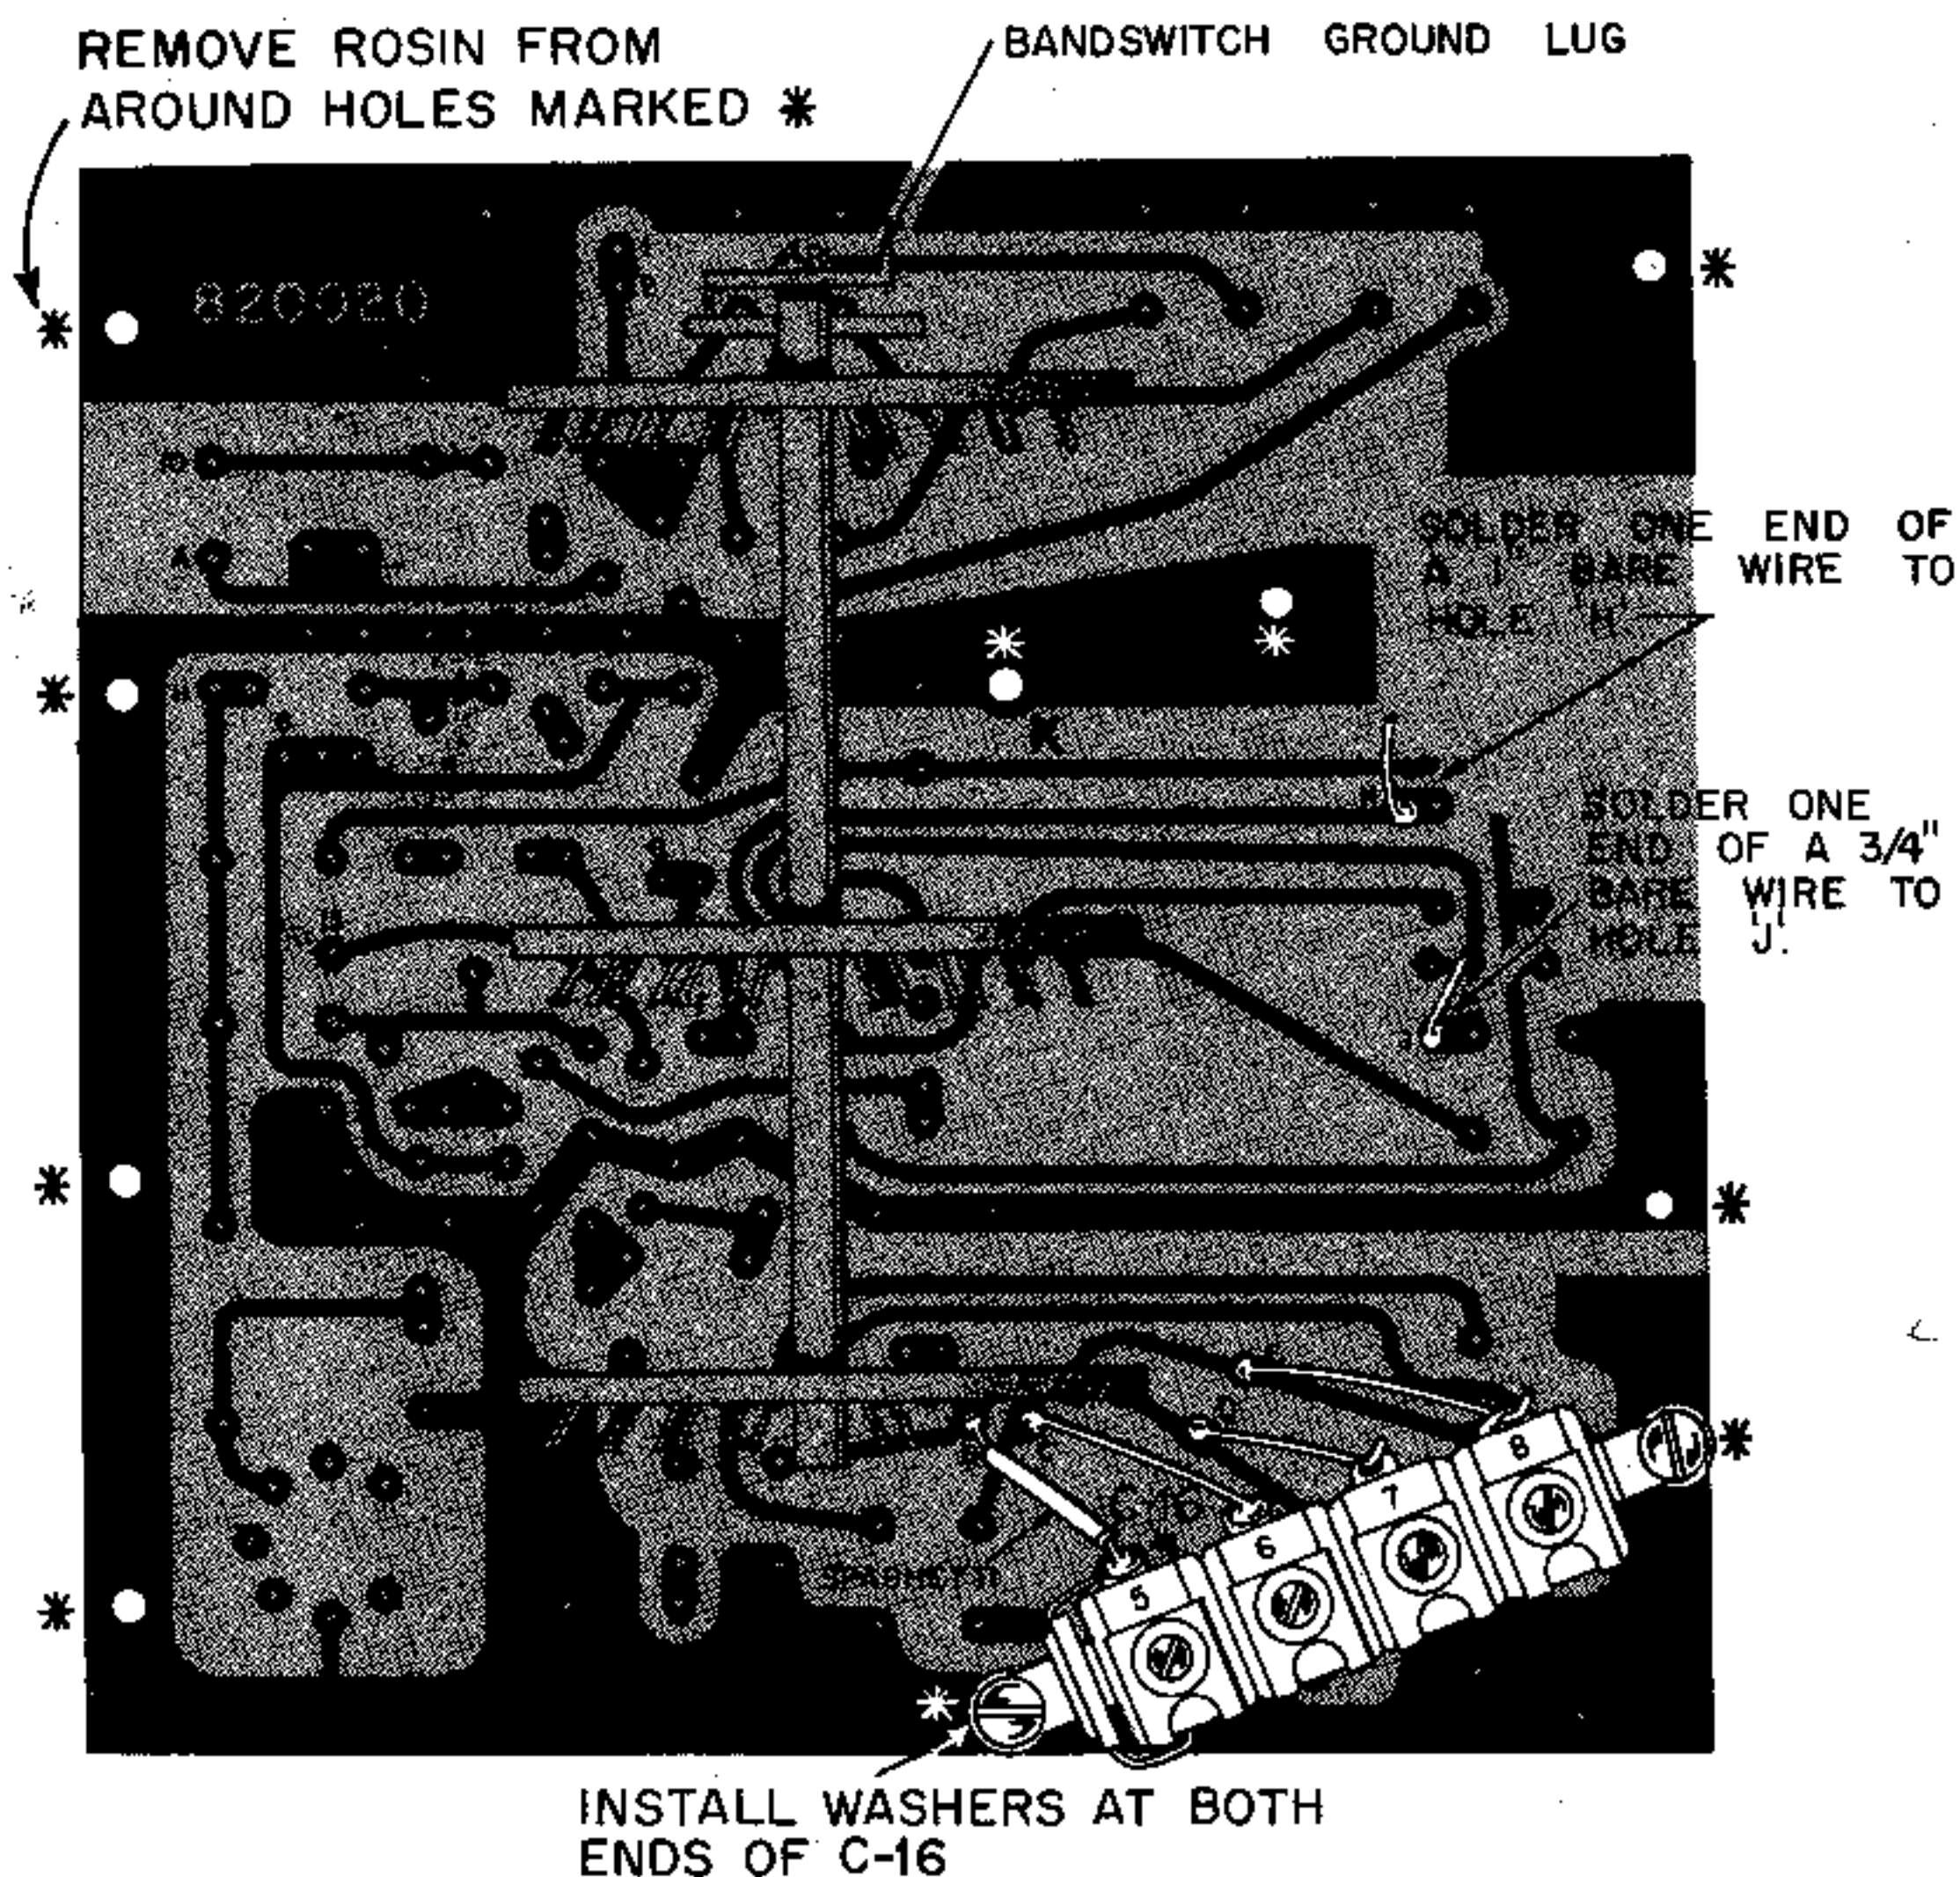 REMOVE ROSIN FROM
AROUND HOLES MARKED *
BANDSWITCH GROUND LUG
820020
SOLDER ONE END OF
A 1" BARE WIRE TO
HOLE 'H'
K
SOLDER ONE
END OF A 3/4"
BARE WIRE TO
HOLE 'J'.
C-16
SPAGHETTI
5
6
7
8
INSTALL WASHERS AT BOTH
ENDS OF C-16